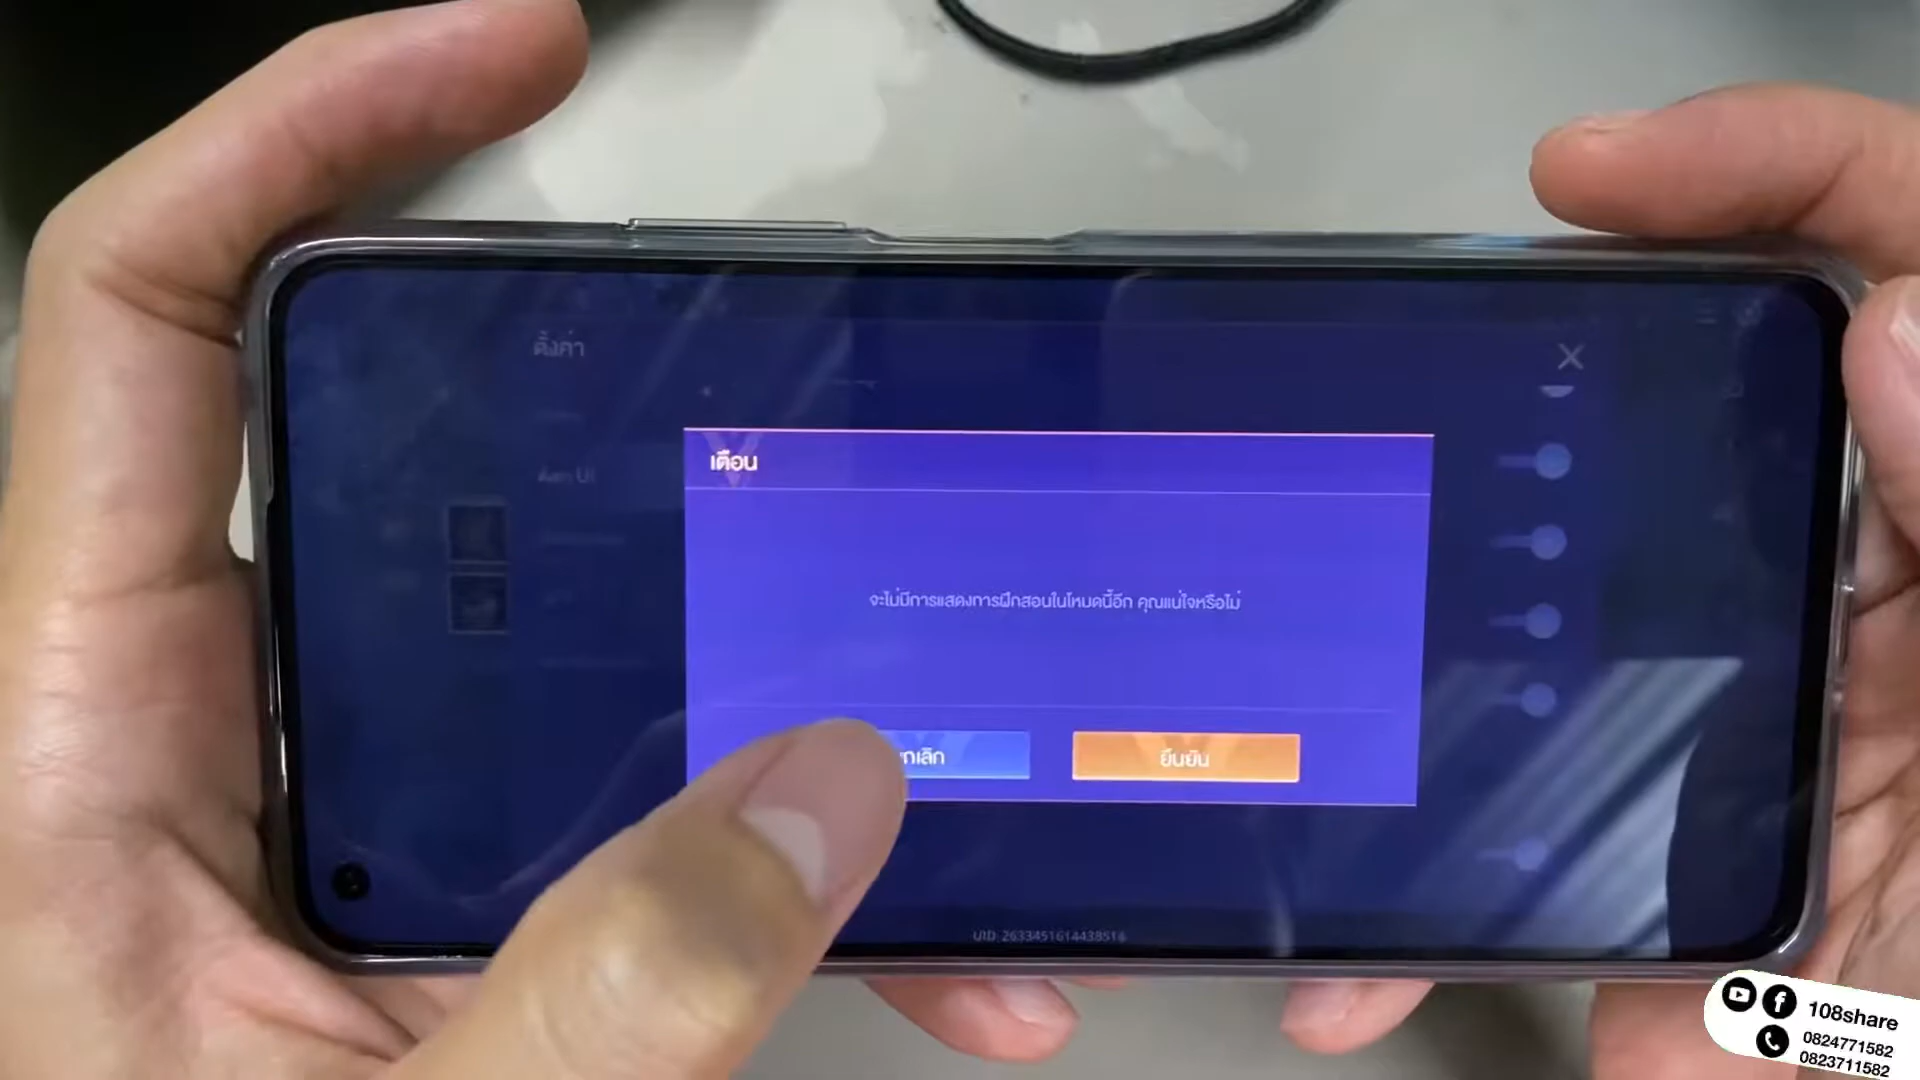 ตั้งค่า
เตือน
จะไม่มีการแสดงการฝึกสอนในโหมดนี้อีก คุณแน่ใจหรือไม่
กเลิก
ยืนยัน
UID 2633451614438516
108share
0824771582
0823711582